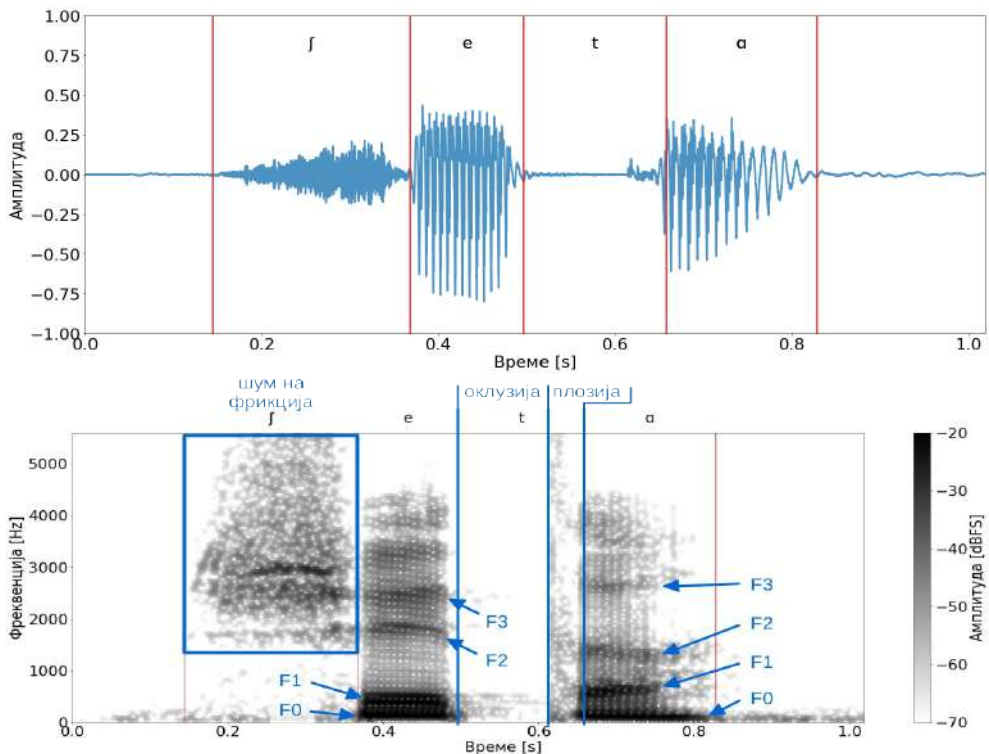 ʃ e t ɑ
1.00
0.75
0.50
0.25
0.00
−0.25
−0.50
−0.75
−1.00
Амплитуда
0.0 0.2 0.4 0.6 0.8 1.0
Време [s]
шум на
фрикција
оклузија плозија
ʃ e t ɑ
5000
4000
3000
2000
1000
0
Фреквенција [Hz]
F1
F0
F3
F2
F3
F2
F1
F0
0.0 0.2 0.4 0.6 0.8 1.0
Време [s]
−20
−30
−40
−50
−60
−70
Амплитуда [dBFS]